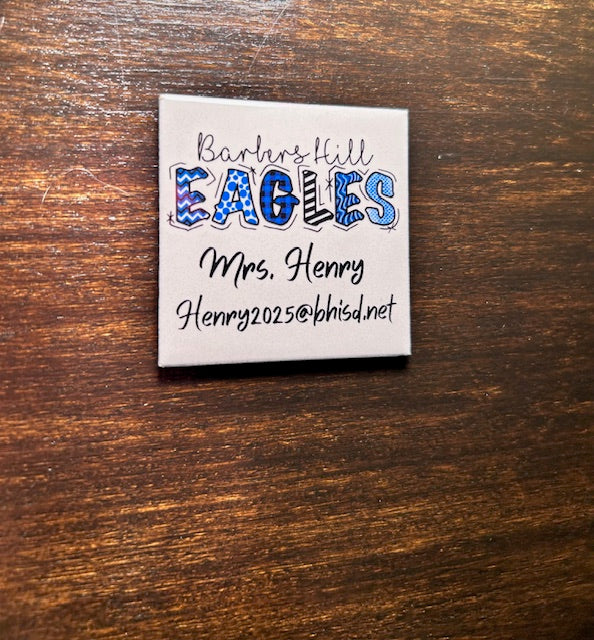 Barbers Hill
EAGLES
Mrs. Henry
Henry2025@bhisd.net